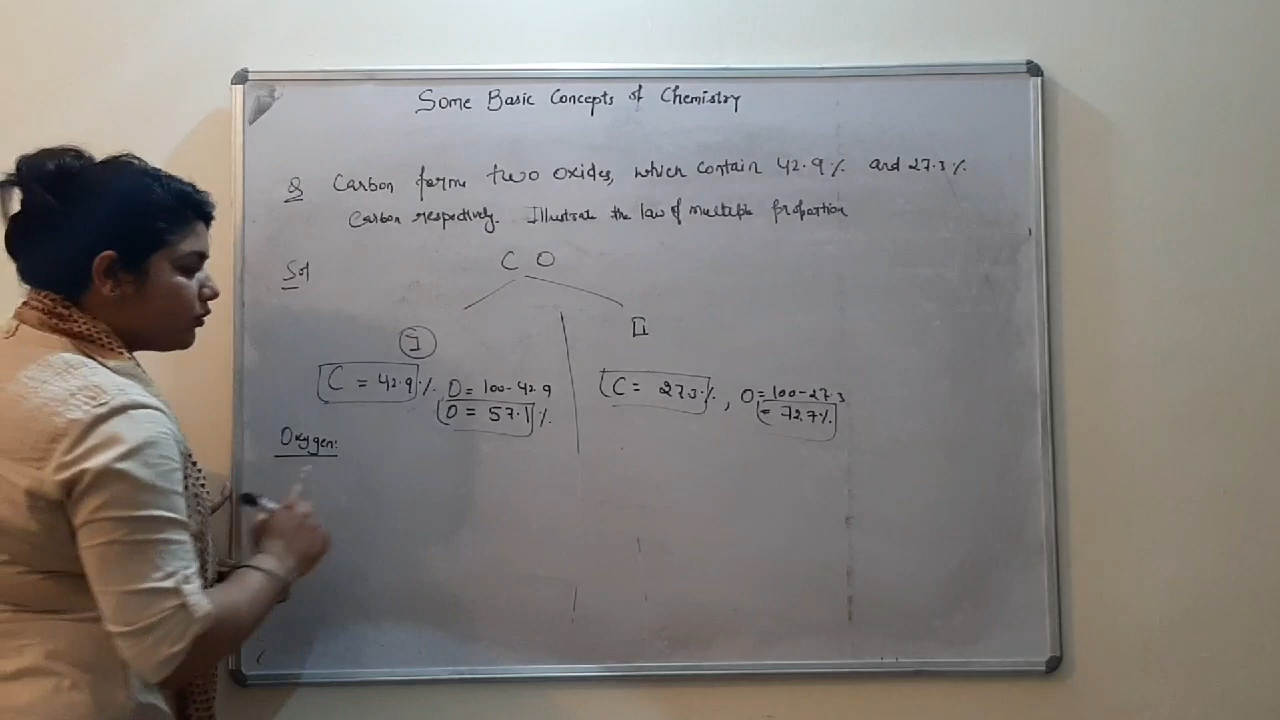 Some Basic Concepts of Chemistry
Q Carbon forms two oxides, which contain 42.9% and 27.3%
Carbon respectively. Illustrate the law of multiple proportion
Sol
C O
I
II
C = 42.9%, O = 100-42.9
O = 57.1%
C = 27.3%, O = 100-27.3
= 72.7%
Oxygen: